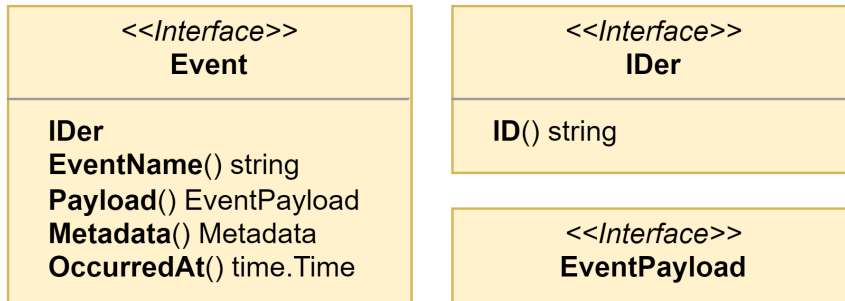 <<Interface>>
Event
IDer
EventName() string
Payload() EventPayload
Metadata() Metadata
OccurredAt() time.Time
<<Interface>>
IDer
ID() string
<<Interface>>
EventPayload